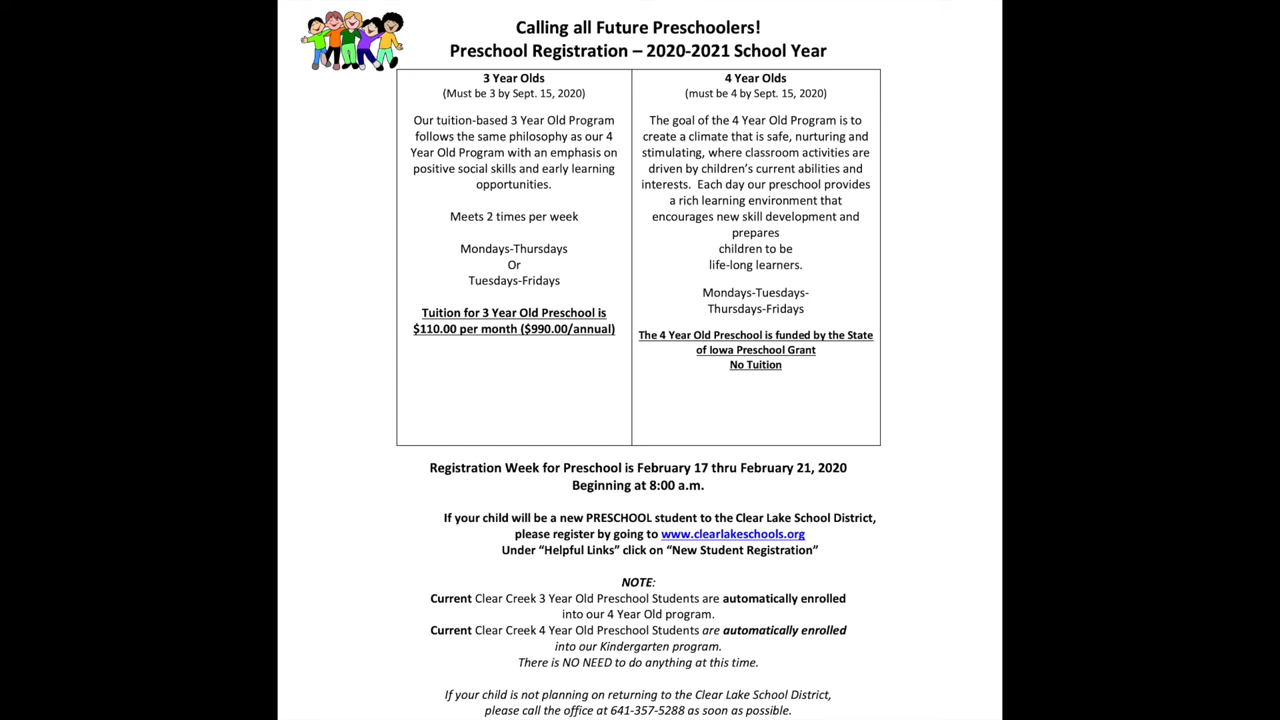 Calling all Future Preschoolers!
Preschool Registration – 2020-2021 School Year
3 Year Olds
(Must be 3 by Sept. 15, 2020)
Our tuition-based 3 Year Old Program
follows the same philosophy as our 4
Year Old Program with an emphasis on
positive social skills and early learning
opportunities.
Meets 2 times per week
Mondays-Thursdays
Or
Tuesdays-Fridays
Tuition for 3 Year Old Preschool is
$110.00 per month ($990.00/annual)
4 Year Olds
(must be 4 by Sept. 15, 2020)
The goal of the 4 Year Old Program is to
create a climate that is safe, nurturing and
stimulating, where classroom activities are
driven by children's current abilities and
interests.  Each day our preschool provides
a rich learning environment that
encourages new skill development and
prepares
children to be
life-long learners.
Mondays-Tuesdays-
Thursdays-Fridays
The 4 Year Old Preschool is funded by the State
of Iowa Preschool Grant
No Tuition
Registration Week for Preschool is February 17 thru February 21, 2020
Beginning at 8:00 a.m.
If your child will be a new PRESCHOOL student to the Clear Lake School District,
please register by going to www.clearlakeschools.org
Under "Helpful Links" click on "New Student Registration"
NOTE:
Current Clear Creek 3 Year Old Preschool Students are automatically enrolled
into our 4 Year Old program.
Current Clear Creek 4 Year Old Preschool Students are automatically enrolled
into our Kindergarten program.
There is NO NEED to do anything at this time.
If your child is not planning on returning to the Clear Lake School District,
please call the office at 641-357-5288 as soon as possible.